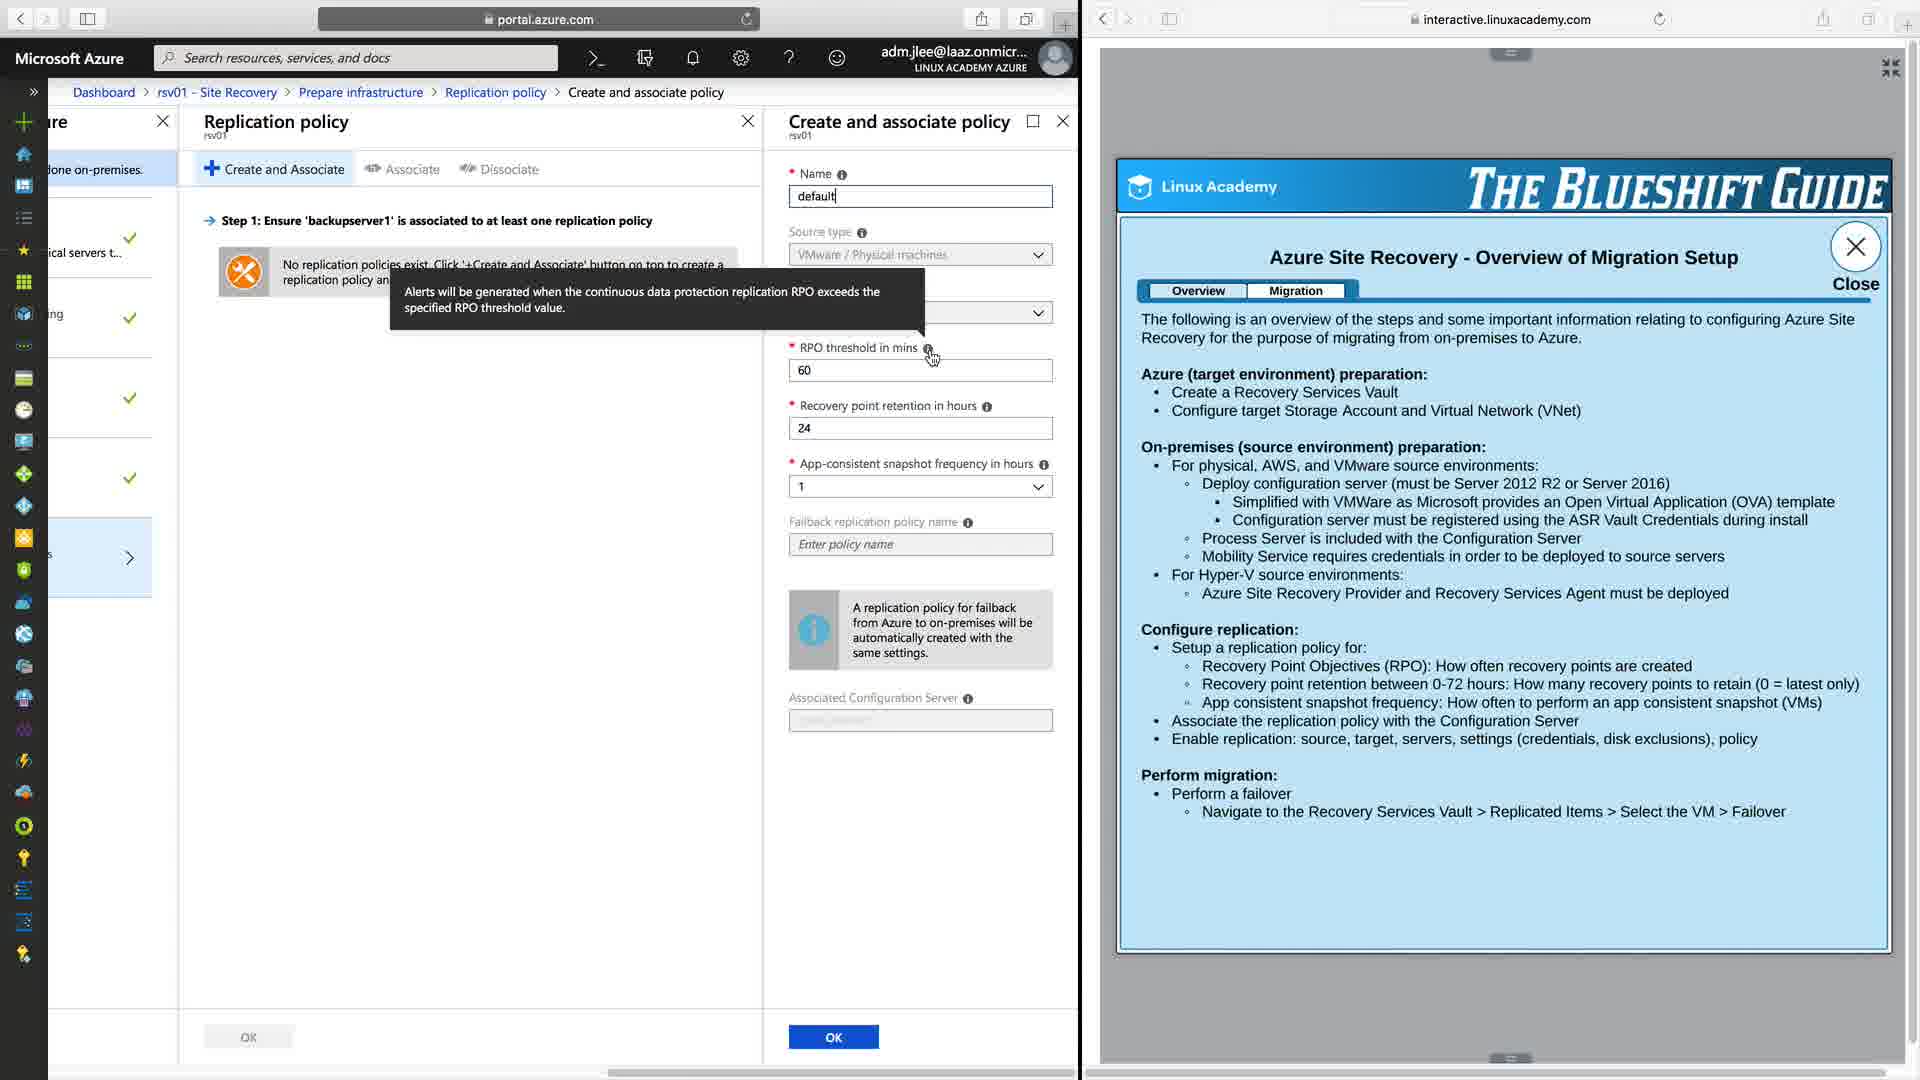 portal.azure.com
Microsoft Azure
Search resources, services, and docs
adm.jlee@laaz.onmicr...
LINUX ACADEMY AZURE
Dashboard > rsv01 - Site Recovery > Prepare infrastructure > Replication policy > Create and associate policy
ure
done on-premises.
ical servers t...
ing
s
Replication policy
rsv01
Create and Associate
Associate
Dissociate
Step 1: Ensure 'backupserver1' is associated to at least one replication policy
No replication policies exist. Click '+Create and Associate' button on top to create a
replication policy an
Alerts will be generated when the continuous data protection replication RPO exceeds the
specified RPO threshold value.
OK
Create and associate policy
rsv01
* Name
default
Source type
VMware / Physical machines
* RPO threshold in mins
60
* Recovery point retention in hours
24
* App-consistent snapshot frequency in hours
1
Failback replication policy name
Enter policy name
A replication policy for failback
from Azure to on-premises will be
automatically created with the
same settings.
Associated Configuration Server
OK
interactive.linuxacademy.com
Linux Academy
THE BLUESHIFT GUIDE
Azure Site Recovery - Overview of Migration Setup
Close
Overview
Migration
The following is an overview of the steps and some important information relating to configuring Azure Site
Recovery for the purpose of migrating from on-premises to Azure.
Azure (target environment) preparation:
• Create a Recovery Services Vault
• Configure target Storage Account and Virtual Network (VNet)
On-premises (source environment) preparation:
• For physical, AWS, and VMware source environments:
◦ Deploy configuration server (must be Server 2012 R2 or Server 2016)
▪ Simplified with VMWare as Microsoft provides an Open Virtual Application (OVA) template
▪ Configuration server must be registered using the ASR Vault Credentials during install
◦ Process Server is included with the Configuration Server
◦ Mobility Service requires credentials in order to be deployed to source servers
• For Hyper-V source environments:
◦ Azure Site Recovery Provider and Recovery Services Agent must be deployed
Configure replication:
• Setup a replication policy for:
◦ Recovery Point Objectives (RPO): How often recovery points are created
◦ Recovery point retention between 0-72 hours: How many recovery points to retain (0 = latest only)
◦ App consistent snapshot frequency: How often to perform an app consistent snapshot (VMs)
• Associate the replication policy with the Configuration Server
• Enable replication: source, target, servers, settings (credentials, disk exclusions), policy
Perform migration:
• Perform a failover
◦ Navigate to the Recovery Services Vault > Replicated Items > Select the VM > Failover